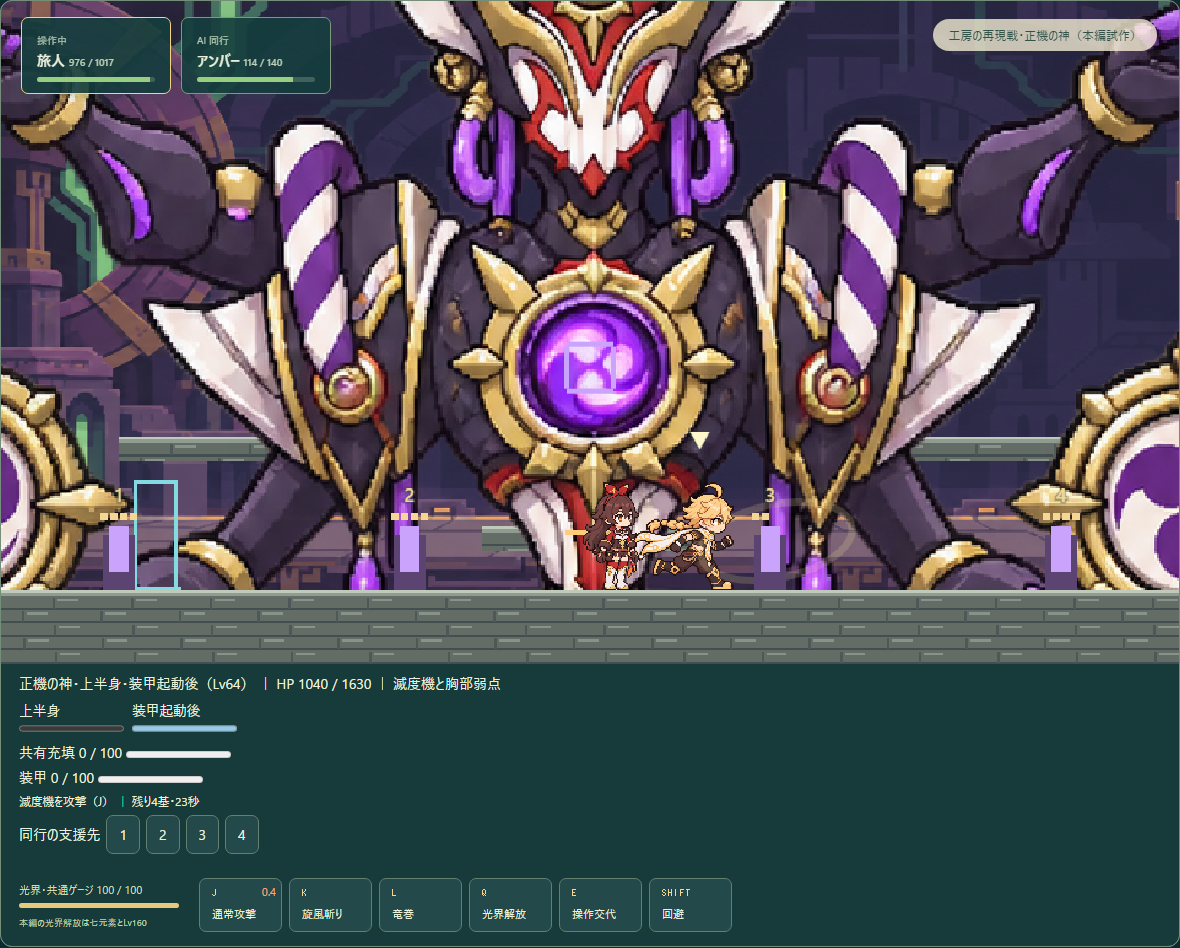 操作中
旅人 976 / 1017
AI 同行
アンバー 114 / 140
工房の再現戦・正機の神（本編試作）
1
2
3
4
正機の神・上半身・装甲起動後（Lv64） | HP 1040 / 1630 | 滅度機と胸部弱点
上半身 装甲起動後
共有充填 0 / 100
装甲 0 / 100
滅度機を攻撃（J） | 残り4基・23秒
同行の支援先 1 2 3 4
光界・共通ゲージ 100 / 100
本編の光界解放は七元素とLv160
J 0.4
通常攻撃
K
旋風斬り
L
竜巻
Q
光界解放
E
操作交代
SHIFT
回避